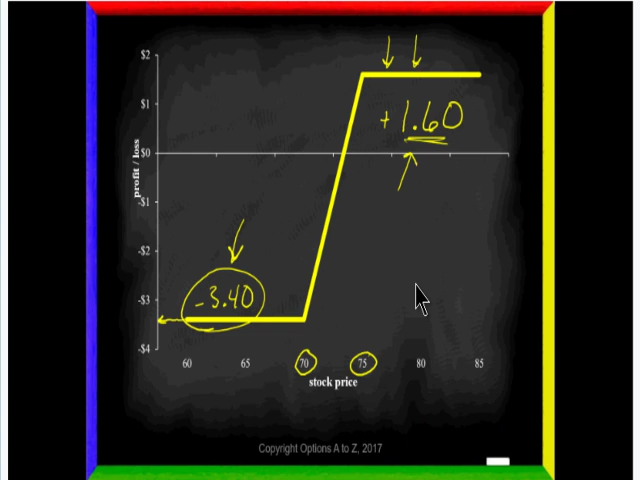 $2
$1
+1.60
$0
-$1
-$2
-$3
-3.40
-$4
60 65 70 75 80 85
profit / loss
stock price
Copyright Options A to Z, 2017